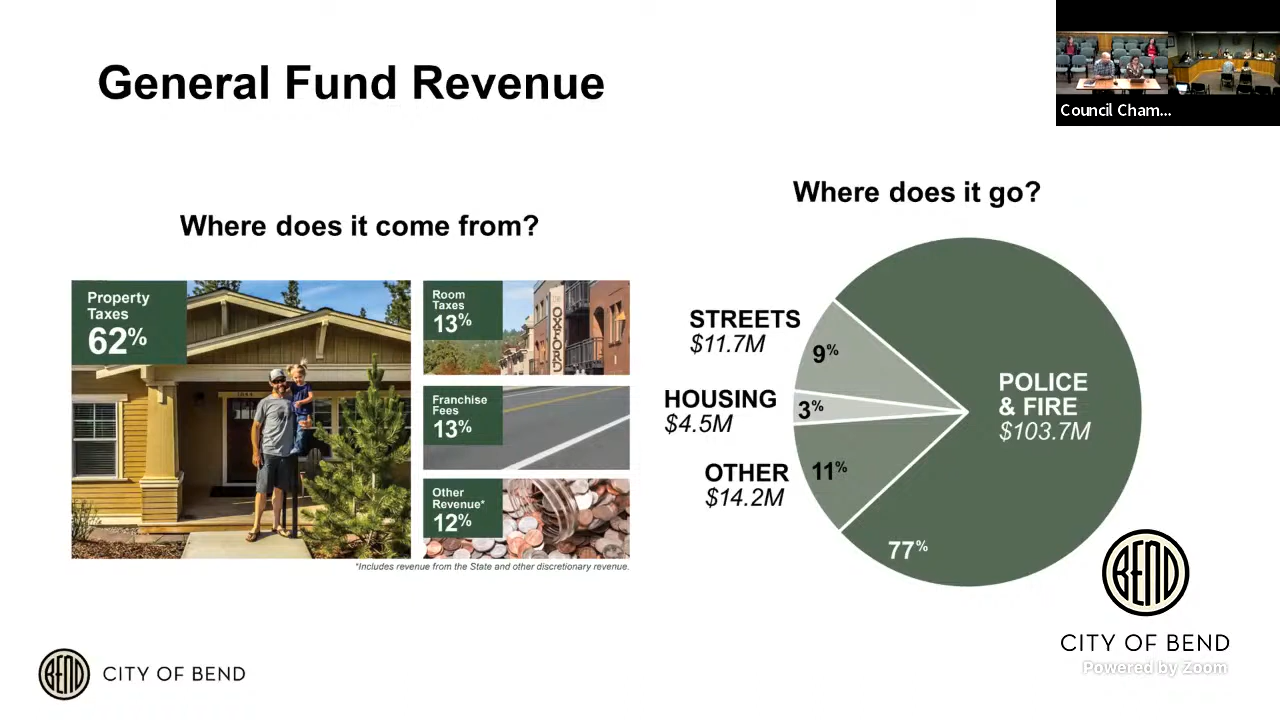 General Fund Revenue
Council Cham...
Where does it come from?
Property
Taxes
62%
Room
Taxes
13%
OXFORD
Franchise
Fees
13%
Other
Revenue*
12%
*Includes revenue from the State and other discretionary revenue.
Where does it go?
STREETS
$11.7M
9%
HOUSING
$4.5M
3%
OTHER
$14.2M
11%
POLICE
& FIRE
$103.7M
77%
BEND
CITY OF BEND
Powered by Zoom
BEND
CITY OF BEND